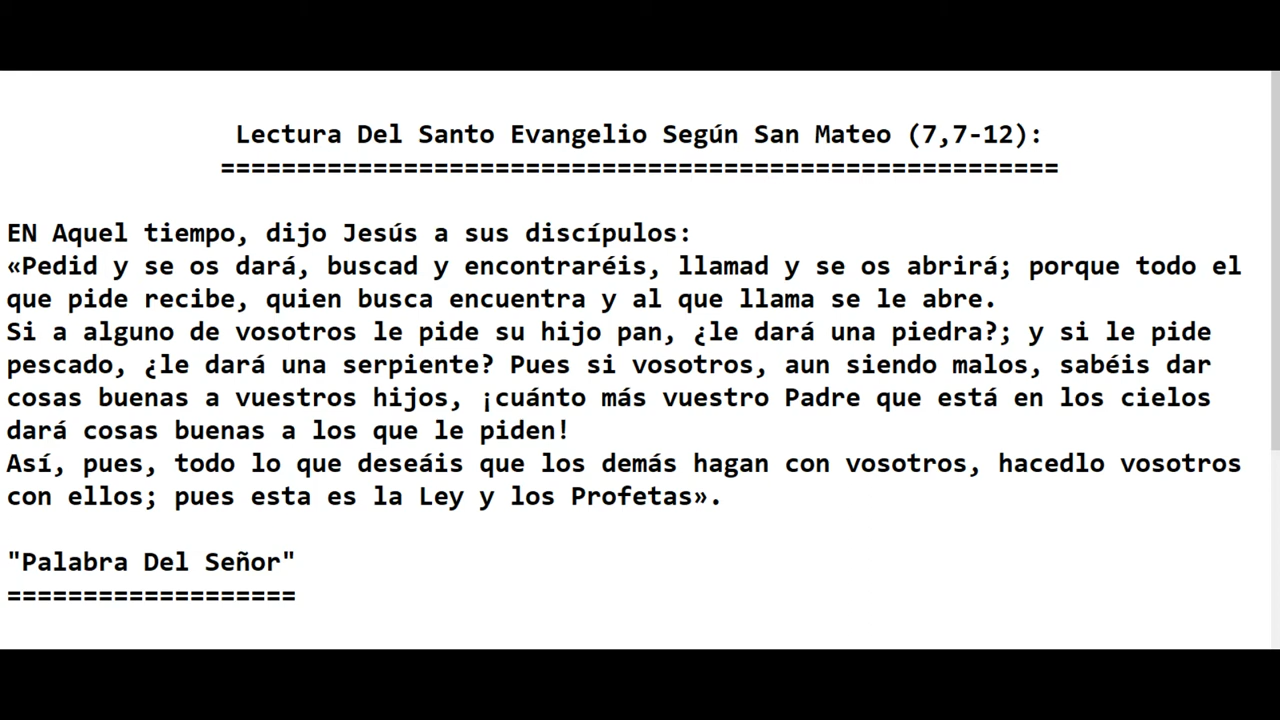 Lectura Del Santo Evangelio Según San Mateo (7,7-12):
=======================================================
EN Aquel tiempo, dijo Jesús a sus discípulos:
«Pedid y se os dará, buscad y encontraréis, llamad y se os abrirá; porque todo el
que pide recibe, quien busca encuentra y al que llama se le abre.
Si a alguno de vosotros le pide su hijo pan, ¿le dará una piedra?; y si le pide
pescado, ¿le dará una serpiente? Pues si vosotros, aun siendo malos, sabéis dar
cosas buenas a vuestros hijos, ¡cuánto más vuestro Padre que está en los cielos
dará cosas buenas a los que le piden!
Así, pues, todo lo que deseáis que los demás hagan con vosotros, hacedlo vosotros
con ellos; pues esta es la Ley y los Profetas».
"Palabra Del Señor"
===================